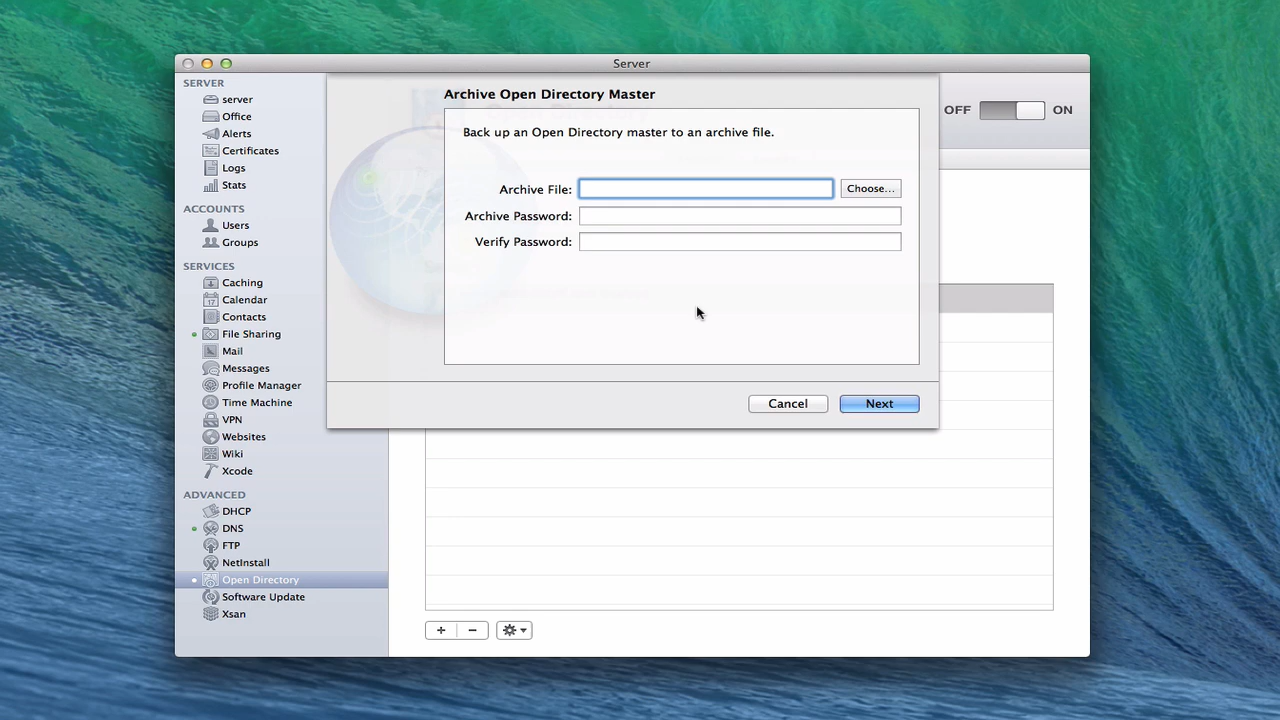 Server
SERVER
server
Office
Alerts
Certificates
Logs
Stats
ACCOUNTS
Users
Groups
SERVICES
Caching
Calendar
17
Contacts
File Sharing
Mail
Messages
Profile Manager
Time Machine
VPN
Websites
Wiki
Xcode
ADVANCED
DHCP
DNS
FTP
NetInstall
Open Directory
Software Update
Xsan
Archive Open Directory Master
Back up an Open Directory master to an archive file.
Archive File:
Choose...
Archive Password:
Verify Password:
Cancel
Next
OFF
ON
+
−